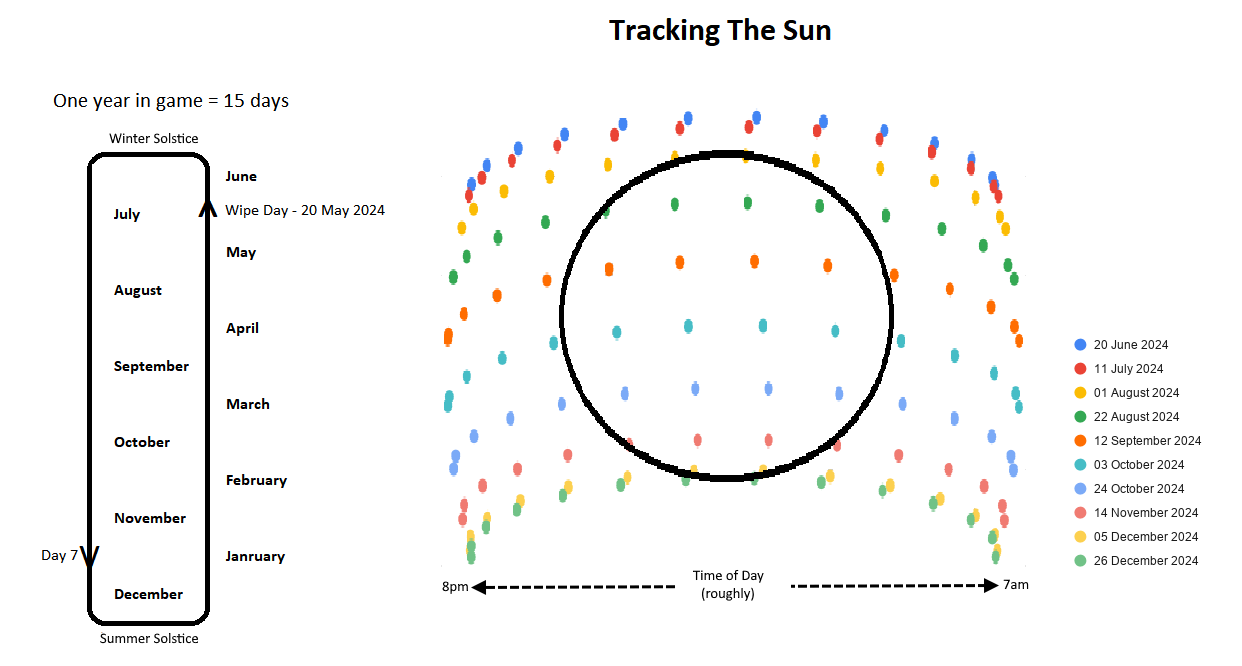 Tracking The Sun
One year in game = 15 days
Winter Solstice
June
Wipe Day - 20 May 2024
July
May
August
April
September
March
October
February
November
Day 7
Janruary
December
Summer Solstice
20 June 2024
11 July 2024
01 August 2024
22 August 2024
12 September 2024
03 October 2024
24 October 2024
14 November 2024
05 December 2024
26 December 2024
8pm
Time of Day
(roughly)
7am